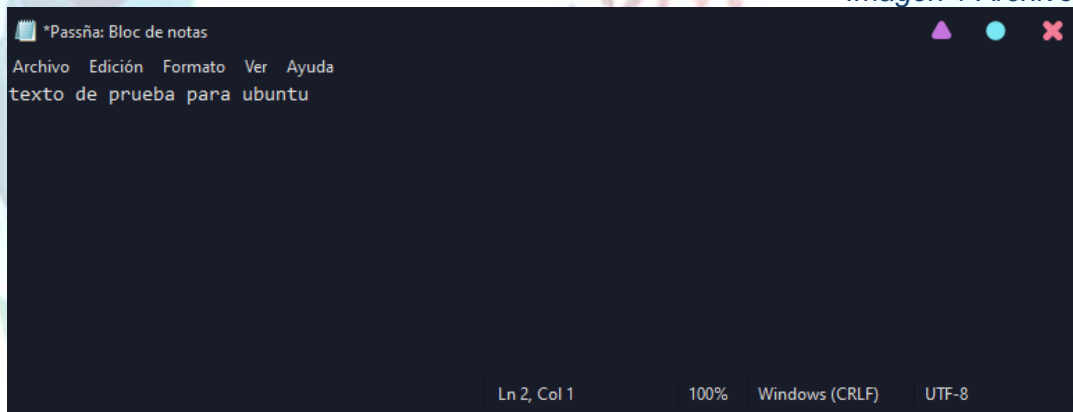 *Passña: Bloc de notas
Archivo Edición Formato Ver Ayuda
texto de prueba para ubuntu
Ln 2, Col 1 100% Windows (CRLF) UTF-8